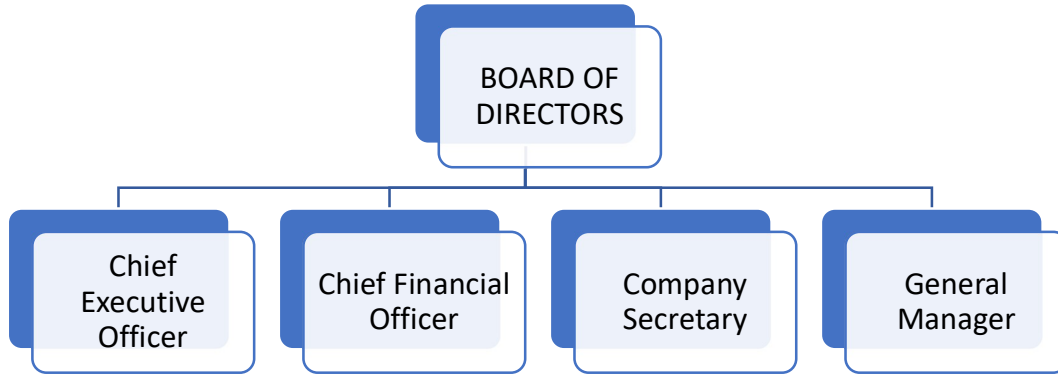 BOARD OF
DIRECTORS
Chief
Executive
Officer
Chief Financial
Officer
Company
Secretary
General
Manager